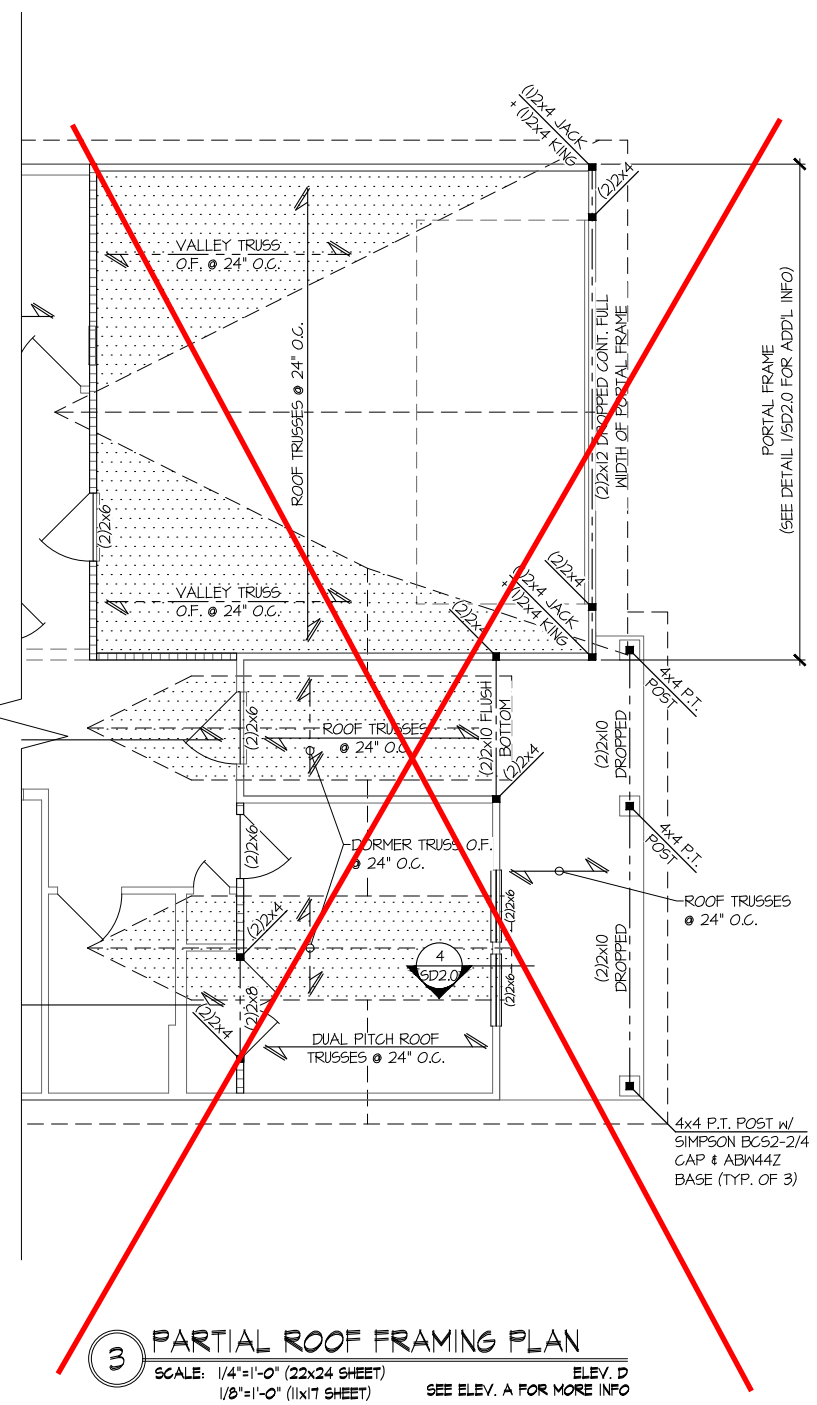 (1)2x4 JACK
+ (1)2x4 KING
(2)2x4
VALLEY TRUSS
O.F. @ 24" O.C.
ROOF TRUSSES @ 24" O.C.
(2)2x12 DROPPED CONT. FULL
WIDTH OF PORTAL FRAME
PORTAL FRAME
(SEE DETAIL 1/SD2.0 FOR ADD'L INFO)
(2)2x6
(2)2x4
(2)2x4 JACK
+ (1)2x4 KING
VALLEY TRUSS
O.F. @ 24" O.C.
(2)2x4
4x4 P.T.
POST
(2)2x6
ROOF TRUSSES
@ 24" O.C.
(2)2x10 FLUSH
BOTTOM
(2)2x10
DROPPED
(2)2x4
(2)2x6
DORMER TRUSS O.F.
@ 24" O.C.
4x4 P.T.
POST
(2)2x6
ROOF TRUSSES
@ 24" O.C.
(2)2x4
4
SD2.0
(2)2x6
(2)2x10
DROPPED
(2)2x4
(2)2x8
DUAL PITCH ROOF
TRUSSES @ 24" O.C.
4x4 P.T. POST W/
SIMPSON BCS2-2/4
CAP & ABW44Z
BASE (TYP. OF 3)
3
PARTIAL ROOF FRAMING PLAN
SCALE: 1/4"=1'-0" (22x24 SHEET)
ELEV. D
1/8"=1'-0" (11x17 SHEET)
SEE ELEV. A FOR MORE INFO